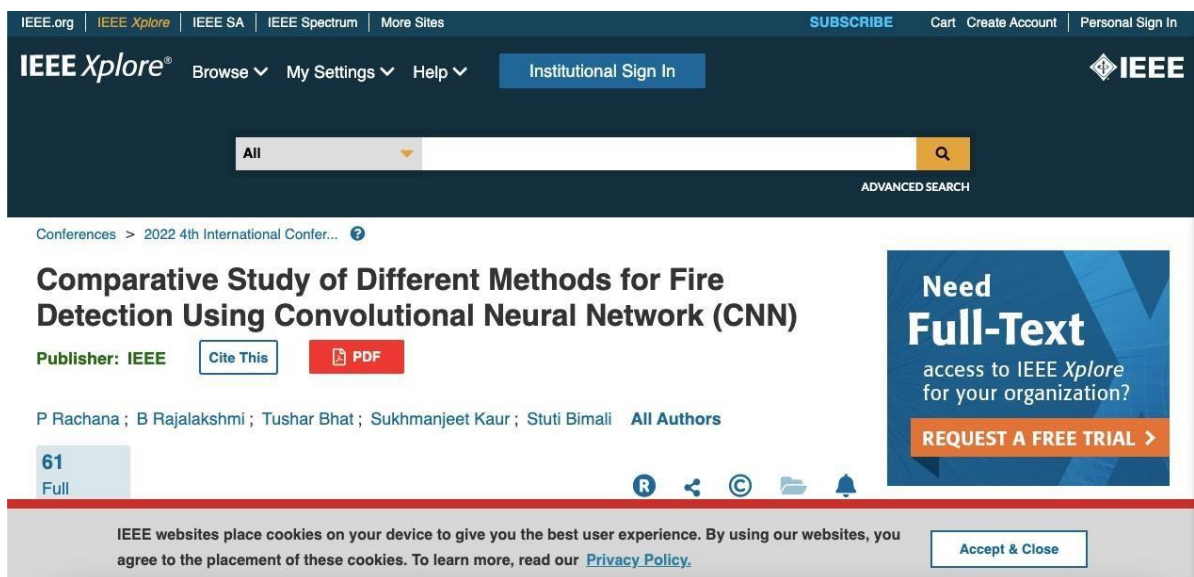 IEEE.org IEEE Xplore IEEE SA IEEE Spectrum More Sites SUBSCRIBE Cart Create Account Personal Sign In
IEEE Xplore® Browse My Settings Help Institutional Sign In IEEE
All
ADVANCED SEARCH
Conferences > 2022 4th International Confer... ?
Comparative Study of Different Methods for Fire
Detection Using Convolutional Neural Network (CNN)
Publisher: IEEE Cite This PDF
P Rachana ; B Rajalakshmi ; Tushar Bhat ; Sukhmanjeet Kaur ; Stuti Bimali All Authors
61
Full
R ©
Need
Full-Text
access to IEEE Xplore
for your organization?
REQUEST A FREE TRIAL >
IEEE websites place cookies on your device to give you the best user experience. By using our websites, you
agree to the placement of these cookies. To learn more, read our Privacy Policy.
Accept & Close